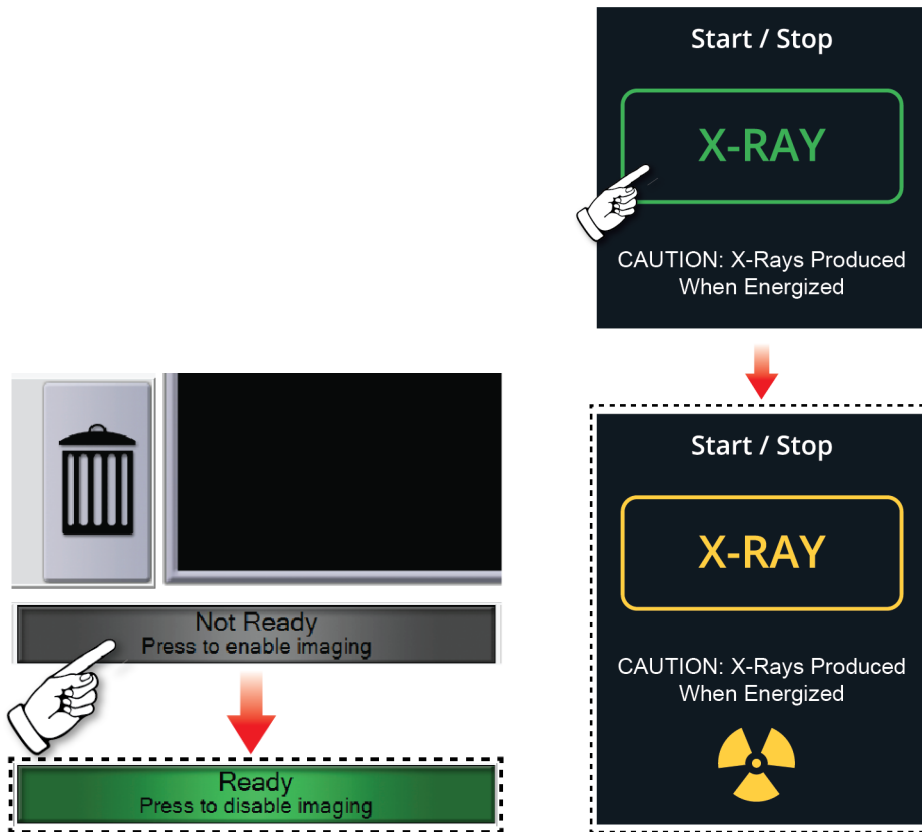 Start / Stop
X-RAY
CAUTION: X-Rays Produced
When Energized
Not Ready
Press to enable imaging
Ready
Press to disable imaging
Start / Stop
X-RAY
CAUTION: X-Rays Produced
When Energized